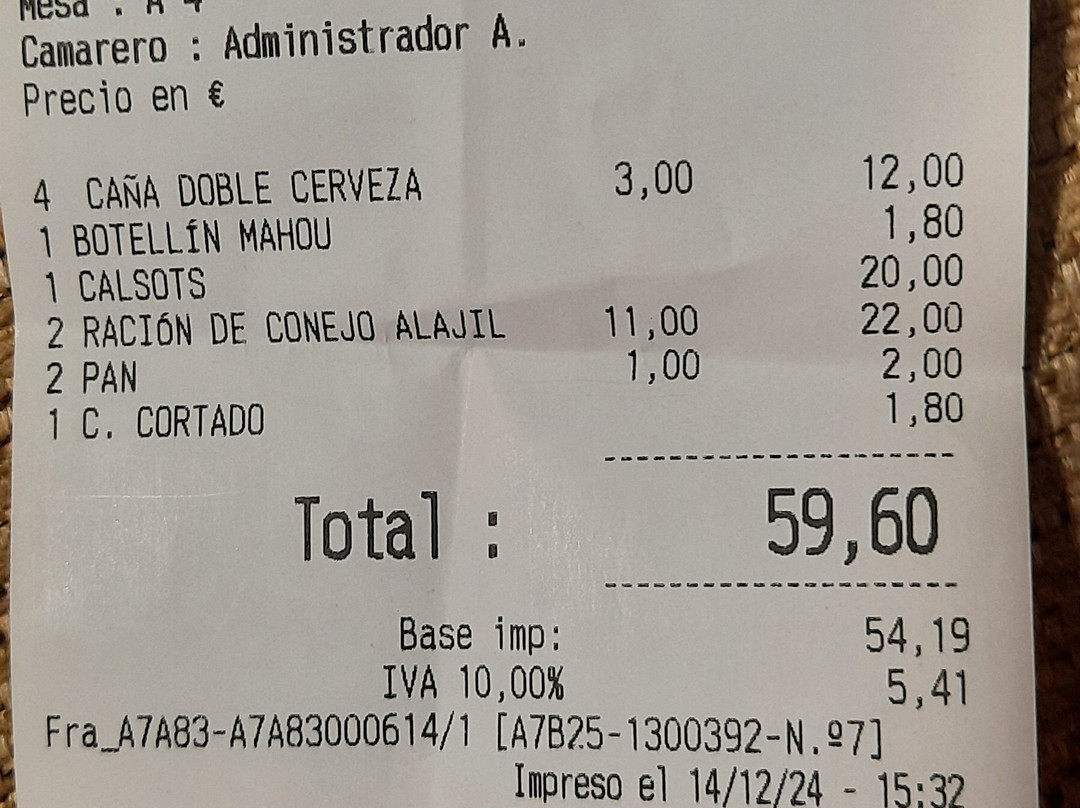 Mesa : A 4
Camarero : Administrador A.
Precio en €
4 CAÑA DOBLE CERVEZA 3,00 12,00
1 BOTELLÍN MAHOU 1,80
1 CALSOTS 20,00
2 RACIÓN DE CONEJO ALAJIL 11,00 22,00
2 PAN 1,00 2,00
1 C. CORTADO 1,80
Total : 59,60
Base imp: 54,19
IVA 10,00% 5,41
Fra_A7A83-A7A83000614/1 [A7B25-1300392-N.º7]
Impreso el 14/12/24 - 15:32